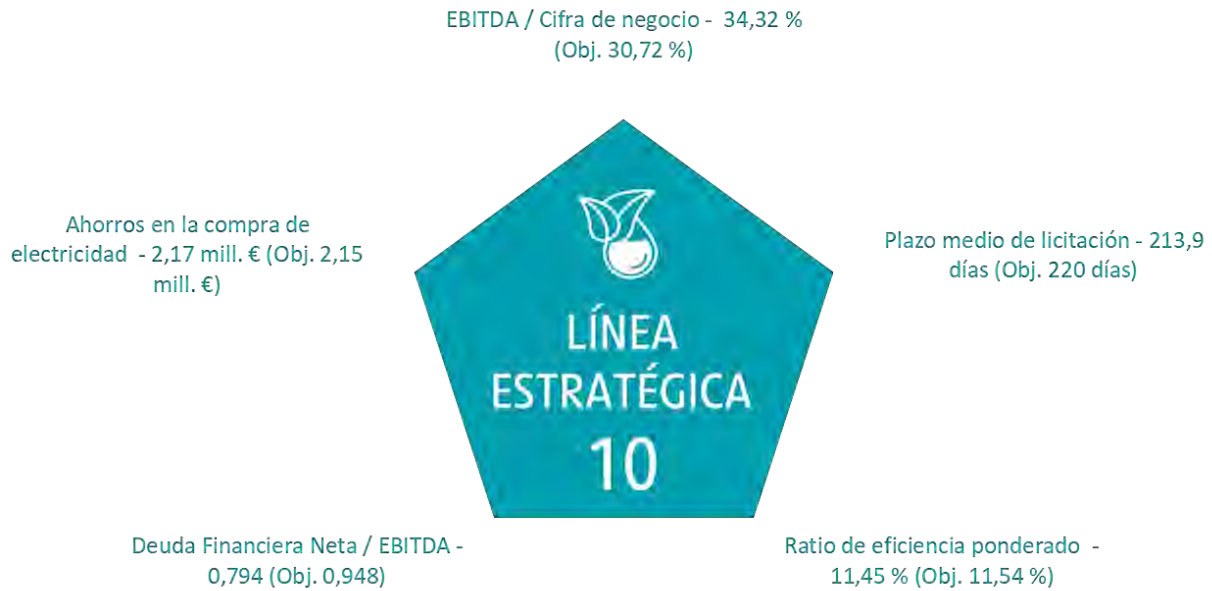 EBITDA / Cifra de negocio - 34,32 %
(Obj. 30,72 %)
Ahorros en la compra de
electricidad - 2,17 mill. € (Obj. 2,15
mill. €)
Plazo medio de licitación - 213,9
días (Obj. 220 días)
LÍNEA
ESTRATÉGICA
10
Deuda Financiera Neta / EBITDA -
0,794 (Obj. 0,948)
Ratio de eficiencia ponderado -
11,45 % (Obj. 11,54 %)